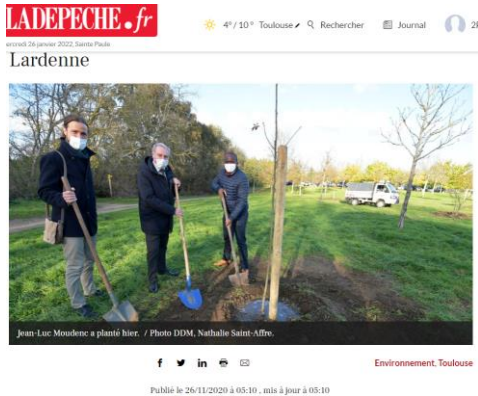 LADEPECHE.fr
4°/10° Toulouse
Rechercher
Journal
mercredi 26 janvier 2022, Sainte Paule
Lardenne
Jean-Luc Moudenc a planté hier. / Photo DDM, Nathalie Saint-Affre.
Environnement, Toulouse
Publié le 26/11/2020 à 05:10 , mis à jour à 05:10